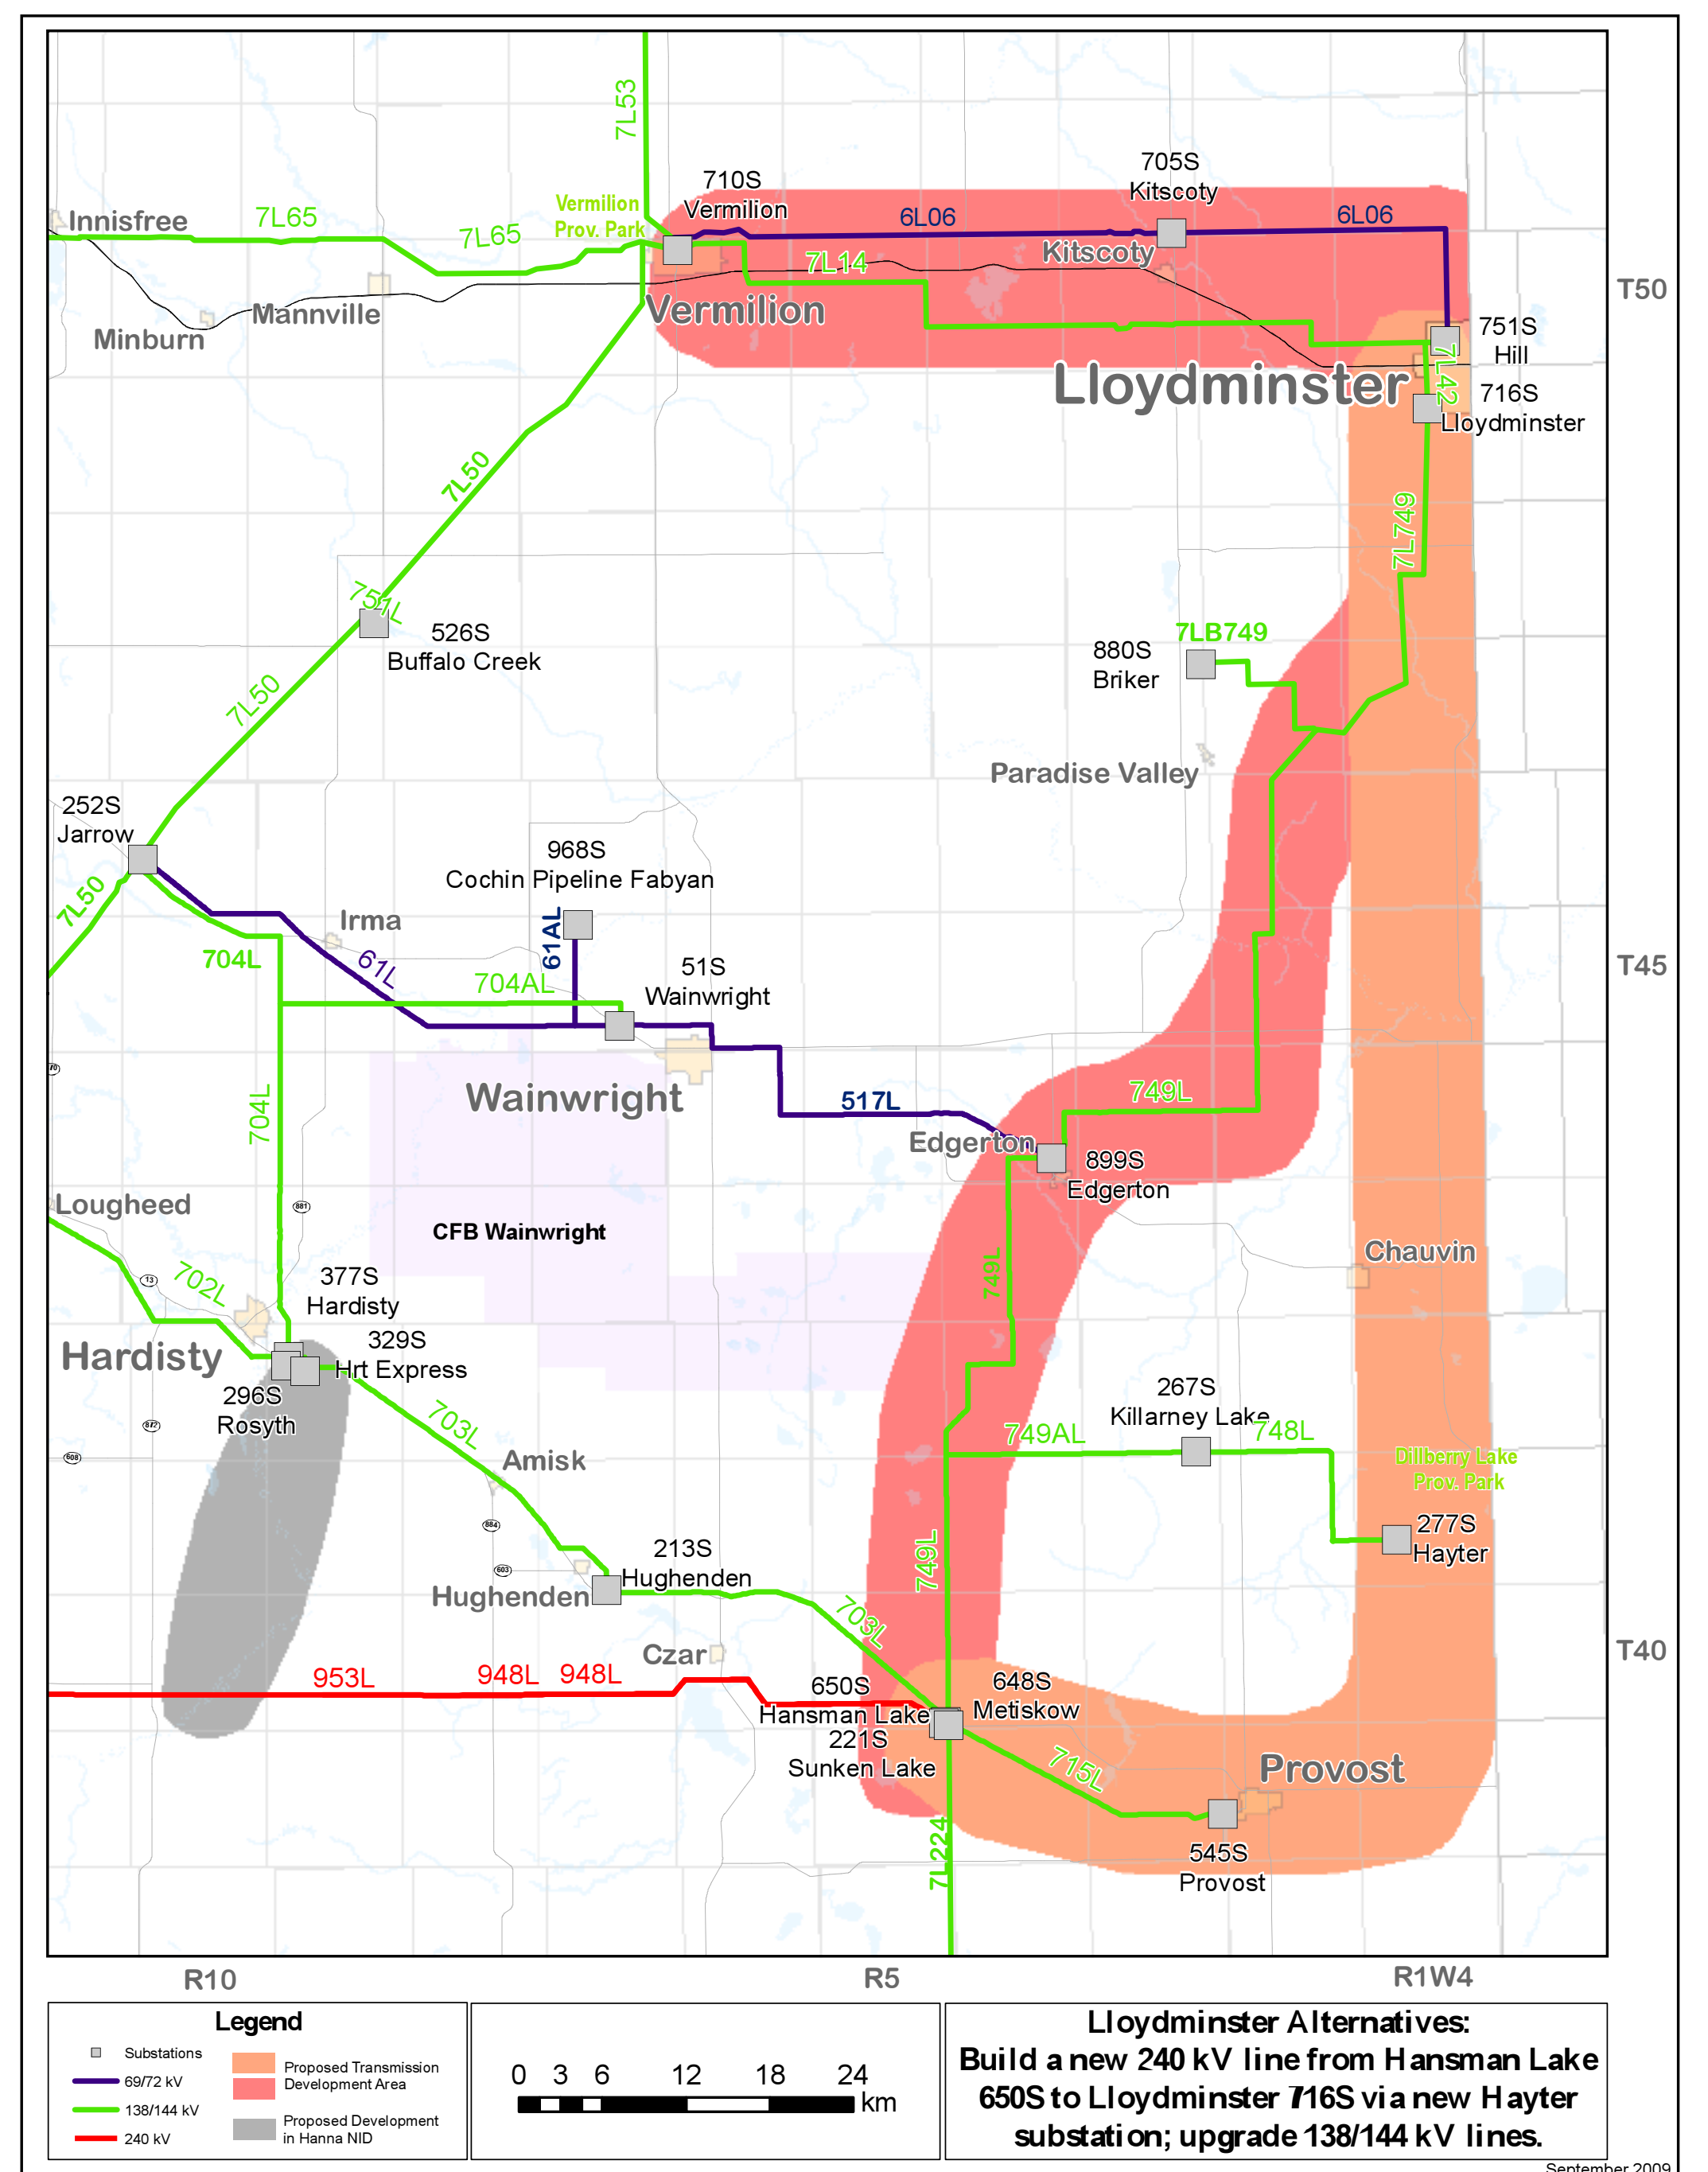 7L53
705S
Kitscoty
710S
Vermilion
Vermilion
Prov. Park
Innisfree
7L65
7L65
6L06
6L06
Kitscoty
7L14
T50
Vermilion
Mannville
Minburn
751S
Hill
7L42
Lloydminster
716S
Lloydminster
7L50
7L749
751L
526S
Buffalo Creek
7LB749
880S
Briker
7L50
Paradise Valley
252S
Jarrow
968S
Cochin Pipeline Fabyan
7L50
Irma
61AL
704L
61L
704AL
51S
Wainwright
T45
Wainwright
704L
517L
749L
Edgerton
899S
Edgerton
Lougheed
881
CFB Wainwright
749L
Chauvin
13
702L
377S
Hardisty
Hardisty
329S
Hrt Express
296S
Rosyth
872
608
703L
Amisk
267S
Killarney Lake
749AL
748L
Dillberry Lake
Prov. Park
884
277S
Hayter
213S
Hughenden
749L
603
Hughenden
703L
Czar
T40
953L
948L
948L
650S
Hansman Lake
648S
Metiskow
221S
Sunken Lake
715L
Provost
7L224
545S
Provost
R10
R5
R1W4
Legend
Substations
69/72 kV
138/144 kV
240 kV
Proposed Transmission
Development Area
Proposed Development
in Hanna NID
0 3 6 12 18 24
km
Lloydminster Alternatives:
Build a new 240 kV line from Hansman Lake
650S to Lloydminster 716S via new Hayter
substation; upgrade 138/144 kV lines.
September 2009